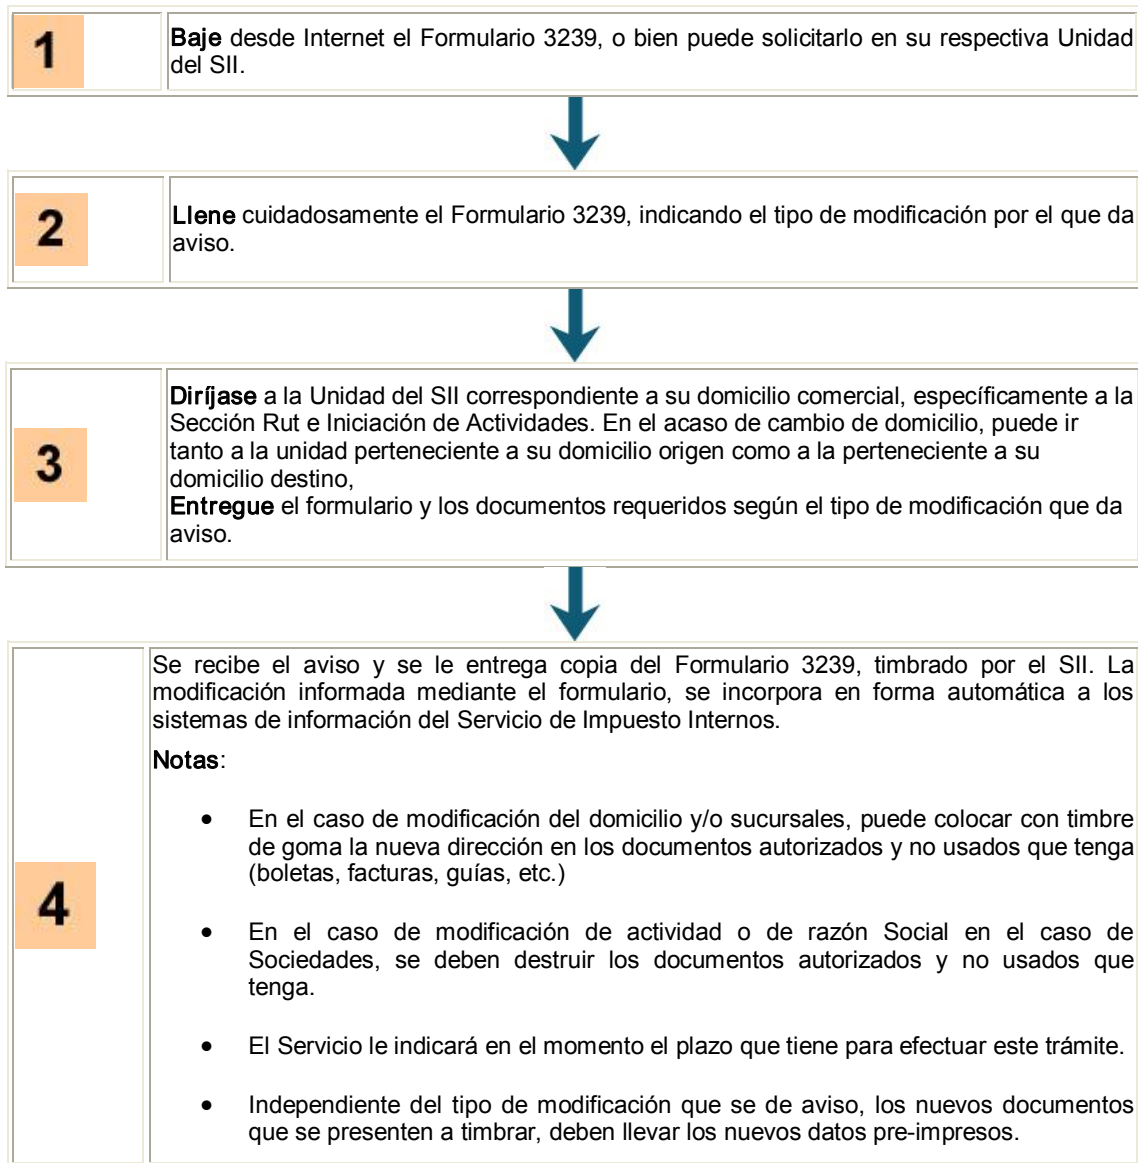 1
Baje desde Internet el Formulario 3239, o bien puede solicitarlo en su respectiva Unidad
del SII.
2
Llene cuidadosamente el Formulario 3239, indicando el tipo de modificación por el que da
aviso.
3
Diríjase a la Unidad del SII correspondiente a su domicilio comercial, específicamente a la
Sección Rut e Iniciación de Actividades. En el acaso de cambio de domicilio, puede ir
tanto a la unidad perteneciente a su domicilio origen como a la perteneciente a su
domicilio destino,
Entregue el formulario y los documentos requeridos según el tipo de modificación que da
aviso.
4
Se recibe el aviso y se le entrega copia del Formulario 3239, timbrado por el SII. La
modificación informada mediante el formulario, se incorpora en forma automática a los
sistemas de información del Servicio de Impuesto Internos.
Notas:
• En el caso de modificación del domicilio y/o sucursales, puede colocar con timbre
de goma la nueva dirección en los documentos autorizados y no usados que tenga
(boletas, facturas, guías, etc.)
• En el caso de modificación de actividad o de razón Social en el caso de
Sociedades, se deben destruir los documentos autorizados y no usados que
tenga.
• El Servicio le indicará en el momento el plazo que tiene para efectuar este trámite.
• Independiente del tipo de modificación que se de aviso, los nuevos documentos
que se presenten a timbrar, deben llevar los nuevos datos pre-impresos.